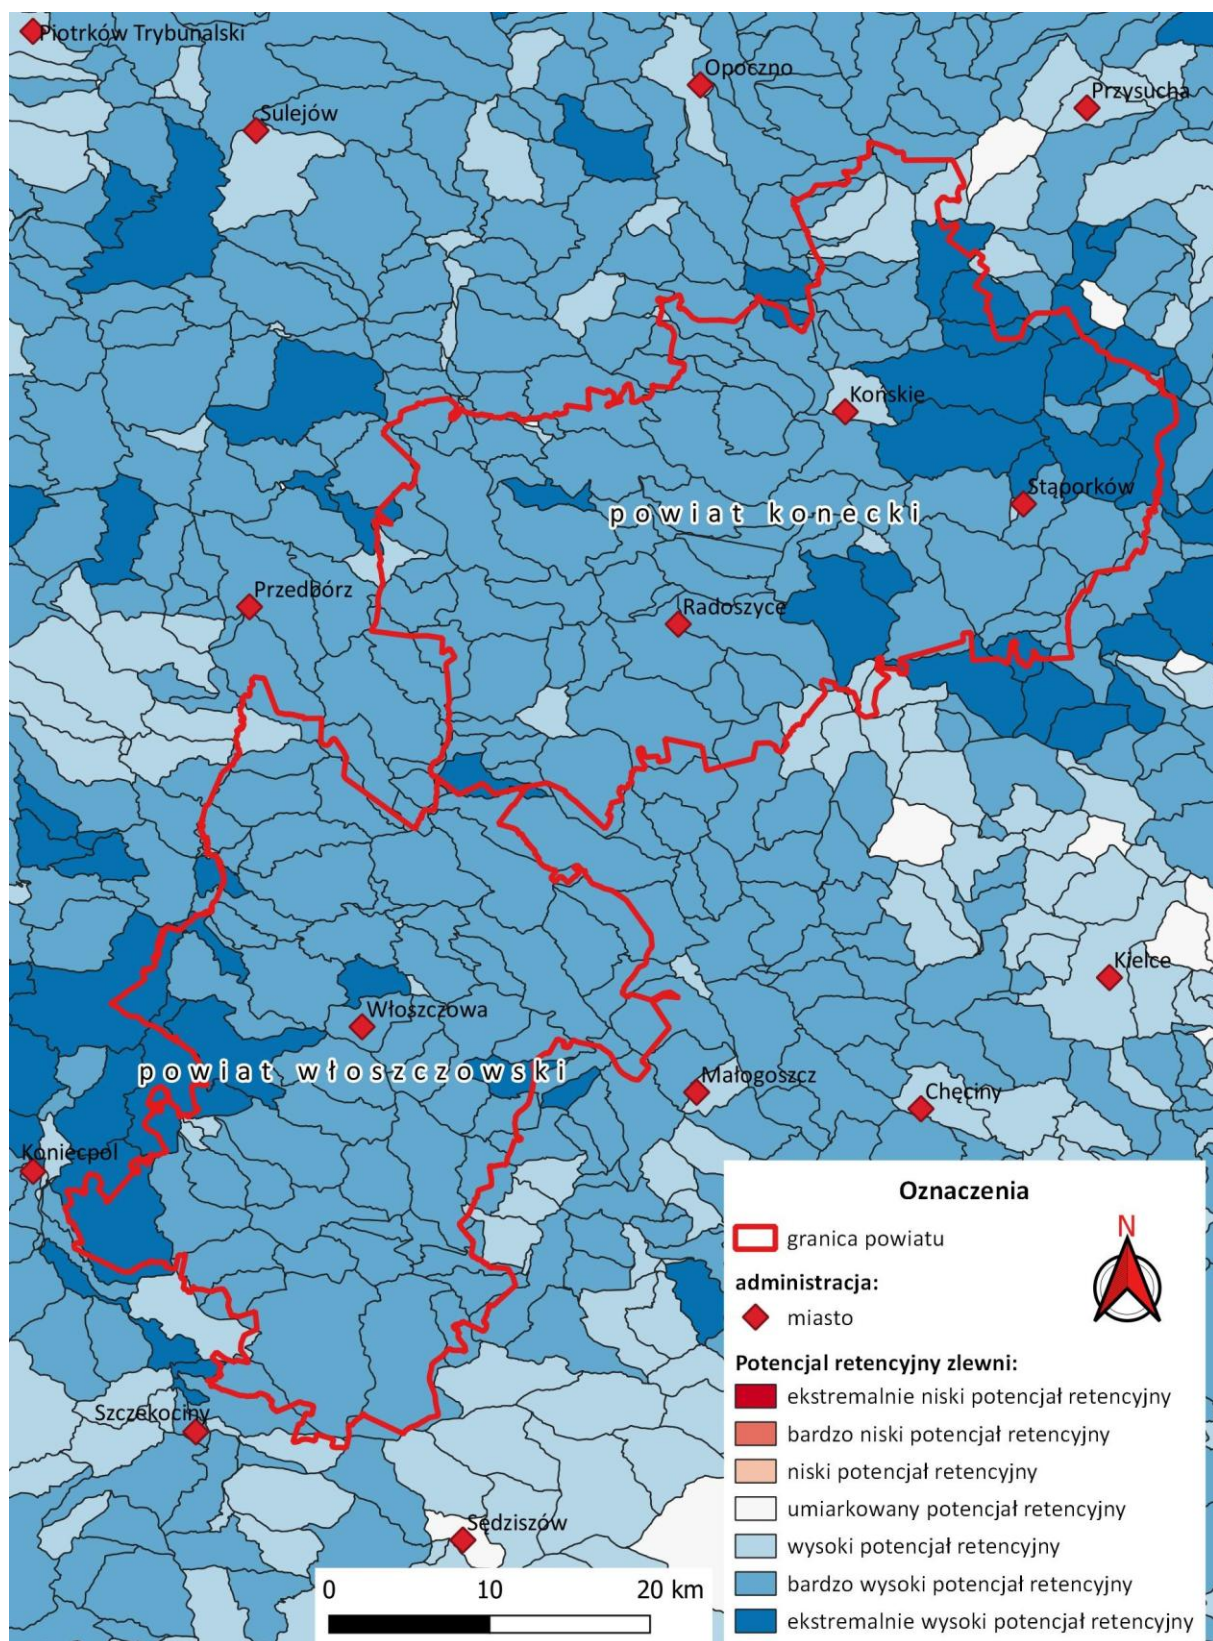 Piotrków Trybunalski
Opoczno
Przysucha
Sulejów
Końskie
Stąporków
powiat konecki
Przedbórz
Radoszyce
Kielce
Włoszczowa
powiat włoszczowski
Małogoszcz
Chęciny
Koniecpol
Szczekociny
Sędziszów
0 10 20 km
Oznaczenia
N
granica powiatu
administracja:
miasto
Potencjal retencyjny zlewni:
ekstremalnie niski potencjał retencyjny
bardzo niski potencjał retencyjny
niski potencjał retencyjny
umiarkowany potencjał retencyjny
wysoki potencjał retencyjny
bardzo wysoki potencjał retencyjny
ekstremalnie wysoki potencjał retencyjny